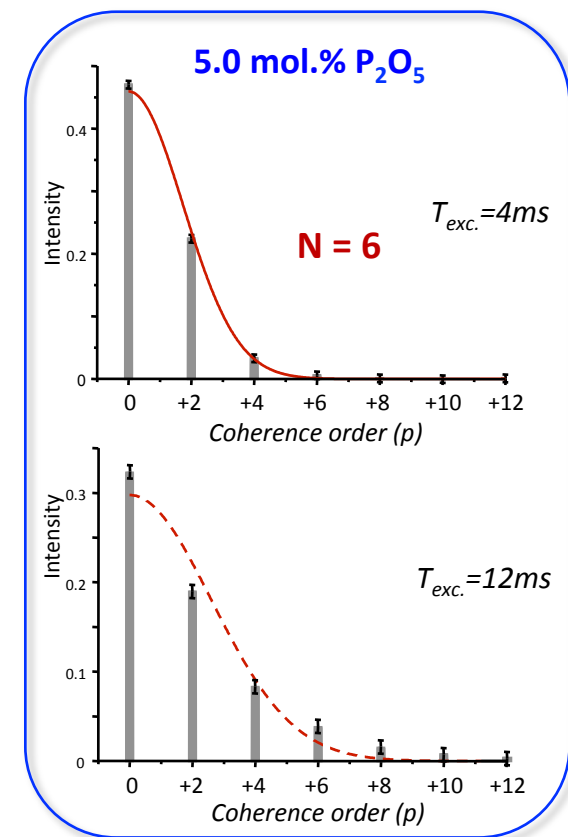 5.0 mol.% P₂O₅
Intensity
0.4
0.2
0
T_exc.=4ms
N = 6
0 +2 +4 +6 +8 +10 +12
Coherence order (p)
Intensity
0.3
0.2
0.1
0
T_exc.=12ms
0 +2 +4 +6 +8 +10 +12
Coherence order (p)